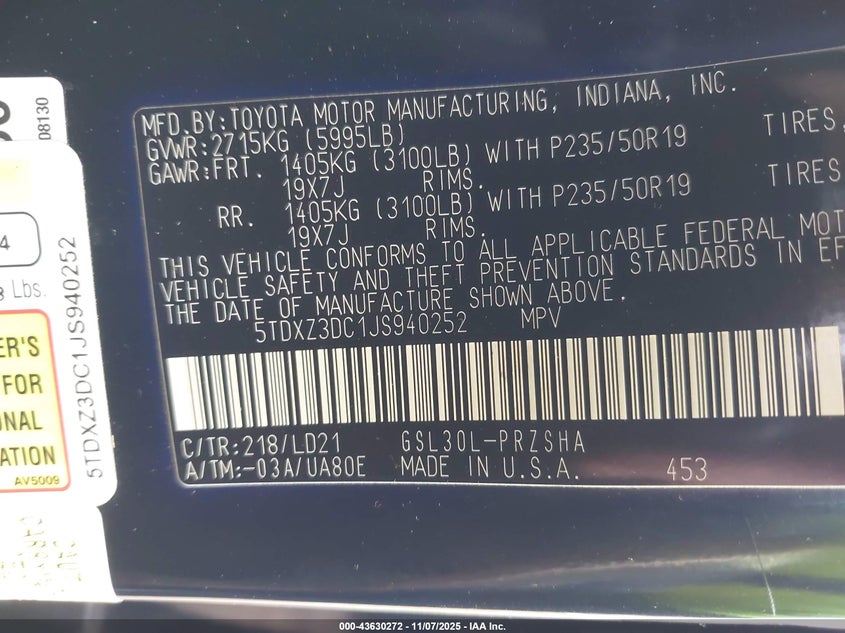 MFD.BY:TOYOTA MOTOR MANUFACTURING, INDIANA, INC.
GVWR:2715KG (5995LB)
GAWR:FRT. 1405KG (3100LB) WITH P235/50R19 TIRES,
19X7J RIMS.
RR. 1405KG (3100LB) WITH P235/50R19 TIRES
19X7J RIMS.
THIS VEHICLE CONFORMS TO ALL APPLICABLE FEDERAL MOT
VEHICLE SAFETY AND THEFT PREVENTION STANDARDS IN EF
THE DATE OF MANUFACTURE SHOWN ABOVE.
5TDXZ3DC1JS940252 MPV
C/TR:218/LD21 GSL30L-PRZSHA
A/TM:-03A/UA80E MADE IN U.S.A. 453
08130
4
Lbs.
5TDXZ3DC1JS940252
ER'S
FOR
ONAL
ATION
AV5009
000-43630272 - 11/07/2025 - IAA Inc.